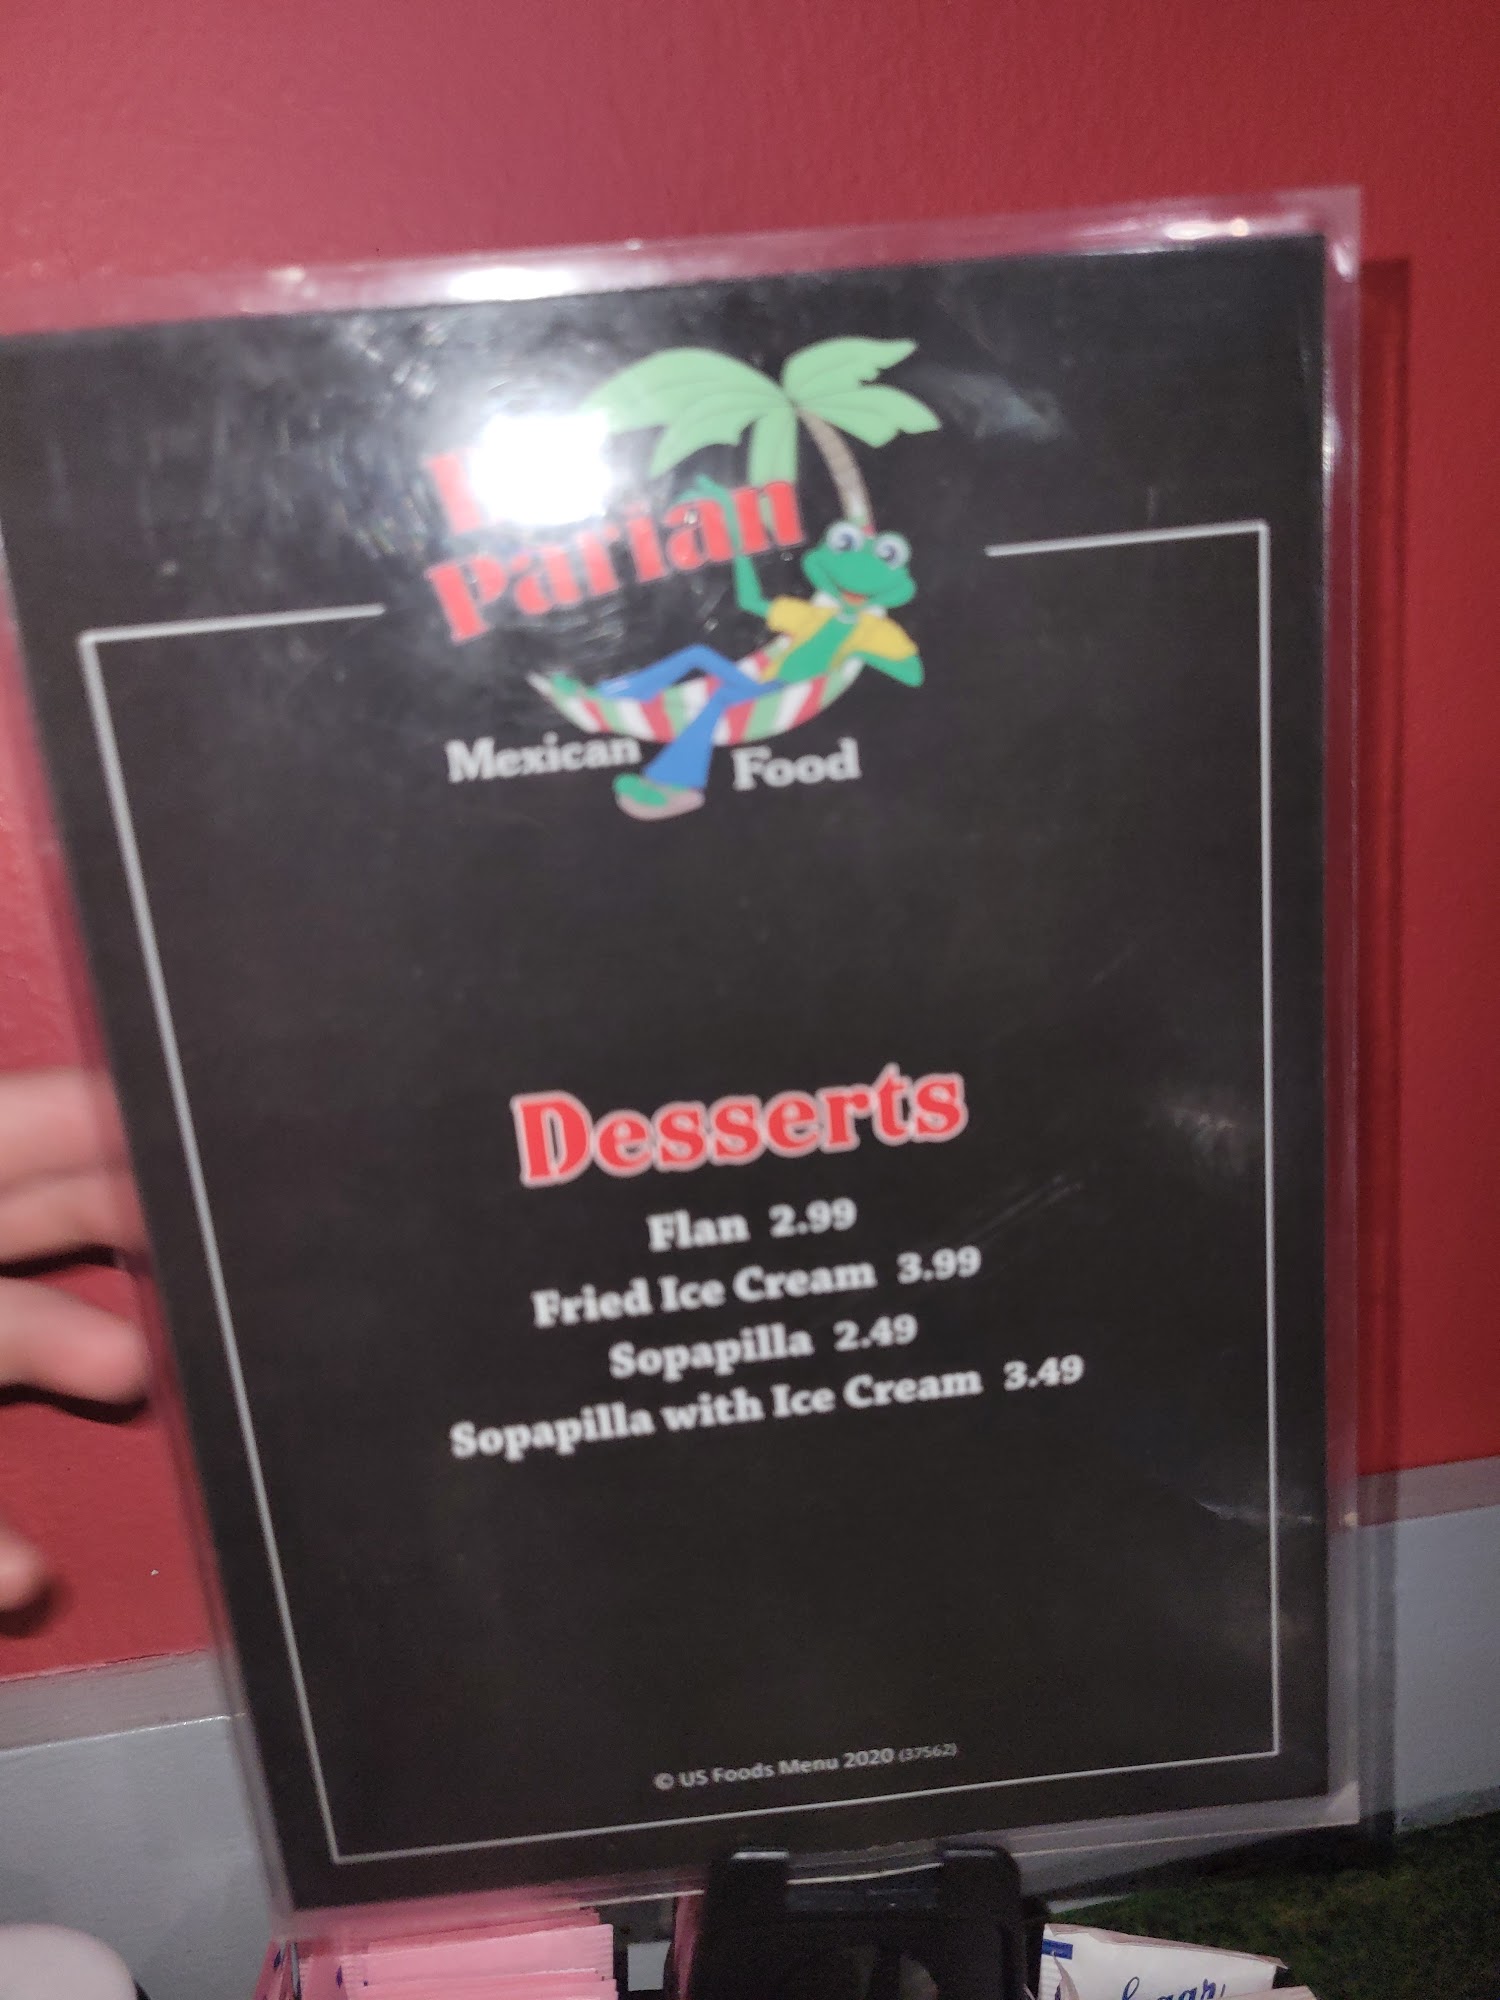 Parian
Mexican Food
Desserts
Flan 2.99
Fried Ice Cream 3.99
Sopapilla 2.49
Sopapilla with Ice Cream 3.49
© US Foods Menu 2020 (37562)
Sugar